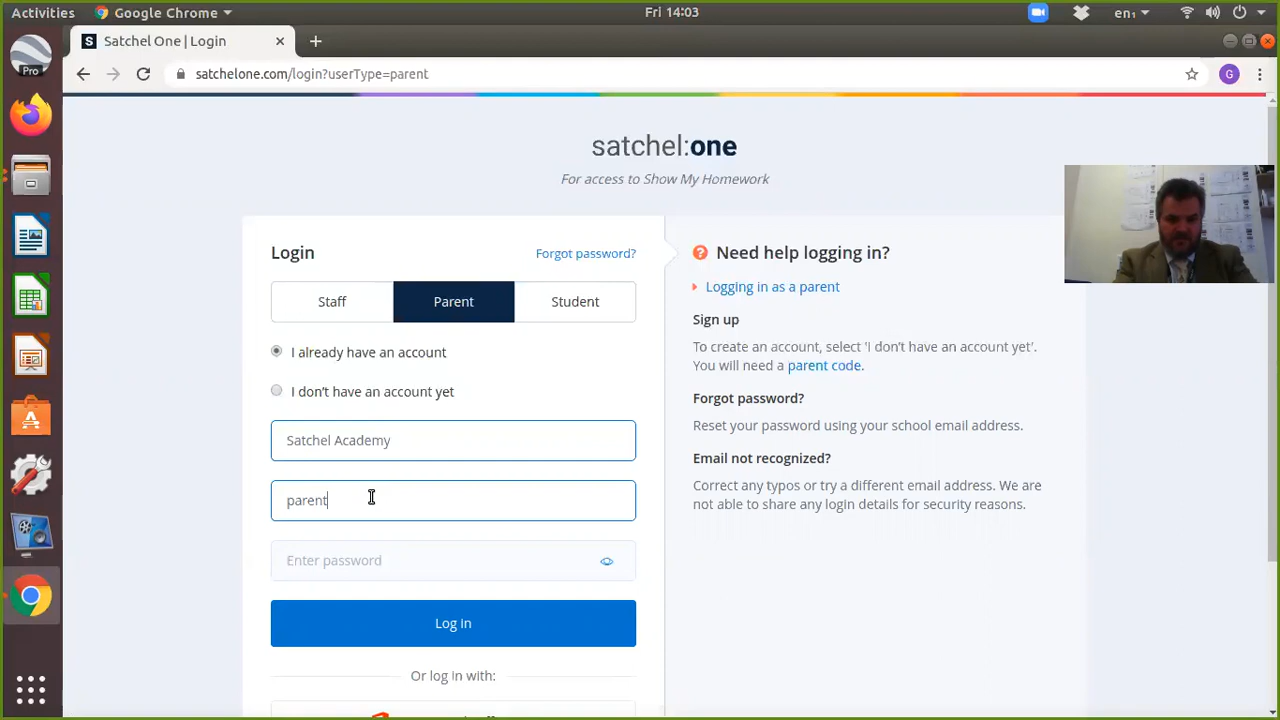 Activities
Google Chrome
Fri 14:03
en₁
Satchel One | Login
satchelone.com/login?userType=parent
G
Pro
satchel:one
For access to Show My Homework
Login
Forgot password?
Staff
Parent
Student
I already have an account
I don't have an account yet
Satchel Academy
parent
Enter password
Log in
Or log in with:
Need help logging in?
Logging in as a parent
Sign up
To create an account, select 'I don't have an account yet'.
You will need a parent code.
Forgot password?
Reset your password using your school email address.
Email not recognized?
Correct any typos or try a different email address. We are
not able to share any login details for security reasons.